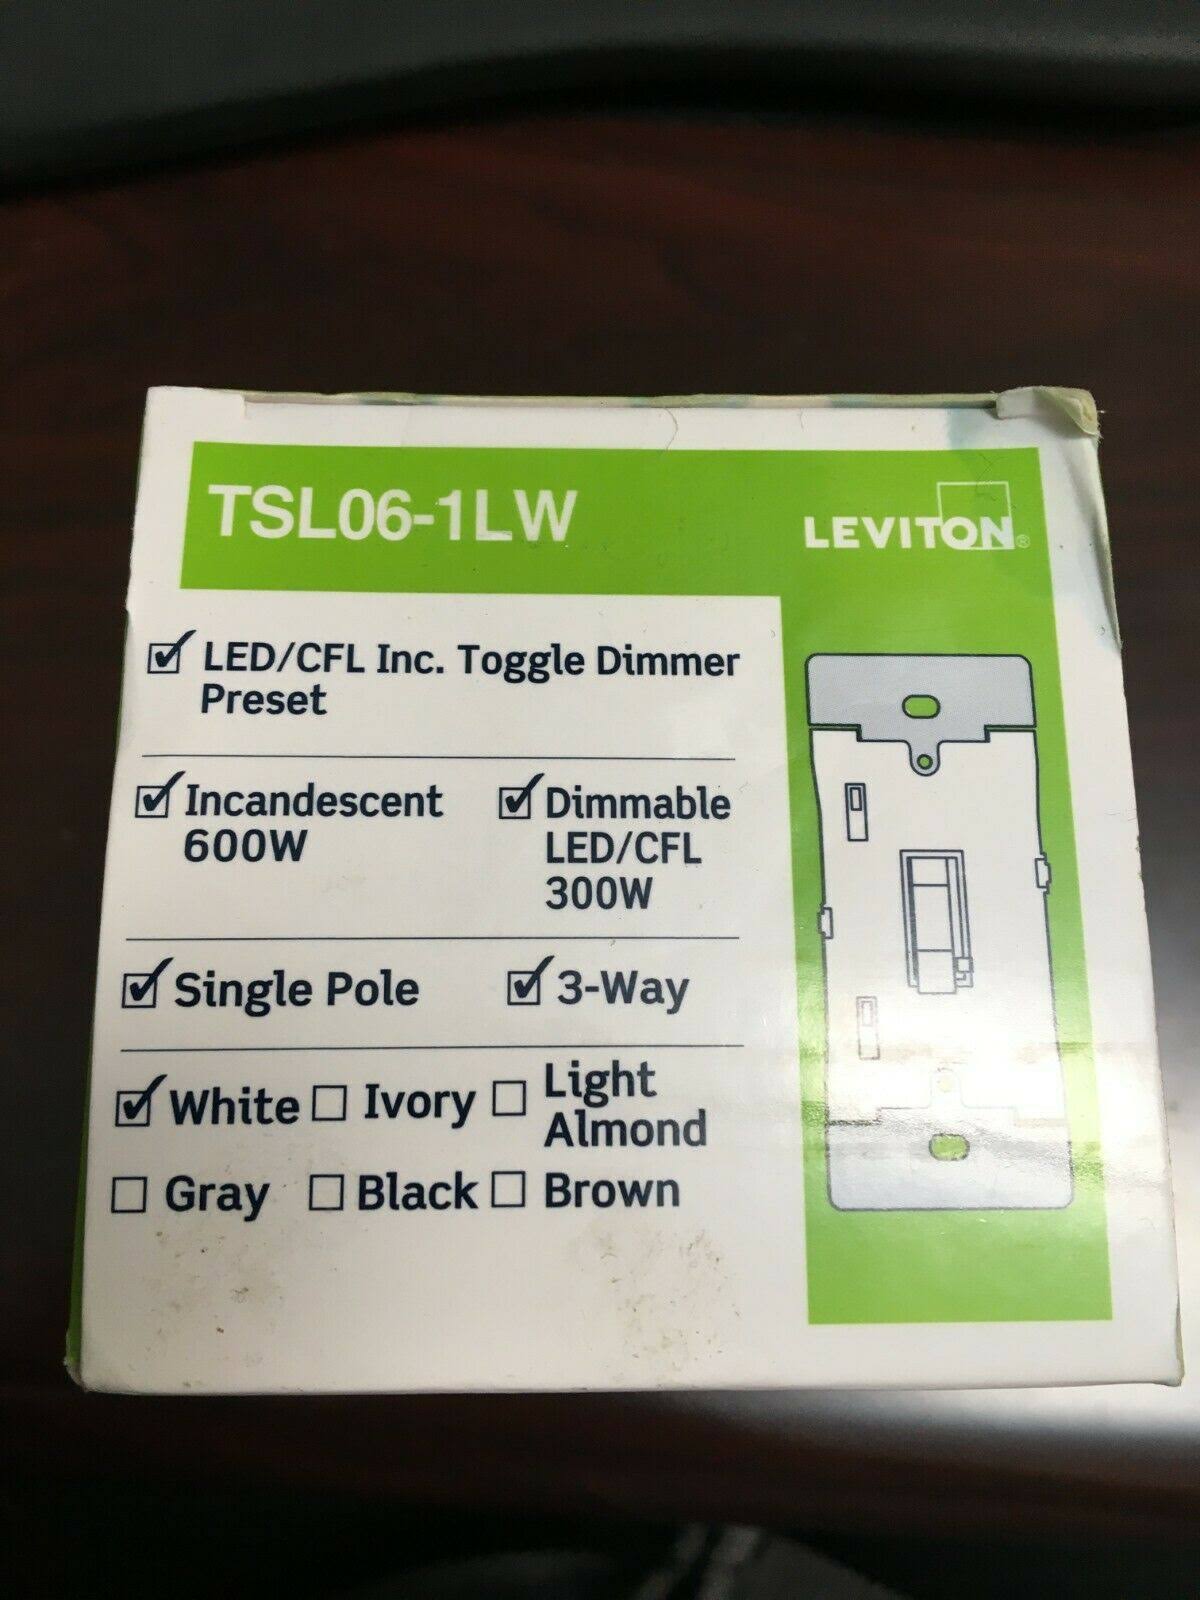 TSL06-1LW
LEVITON®
LED/CFL Inc. Toggle Dimmer
Preset
Incandescent
600W
Dimmable
LED/CFL
300W
Single Pole
3-Way
White
Ivory
Light
Almond
Gray
Black
Brown